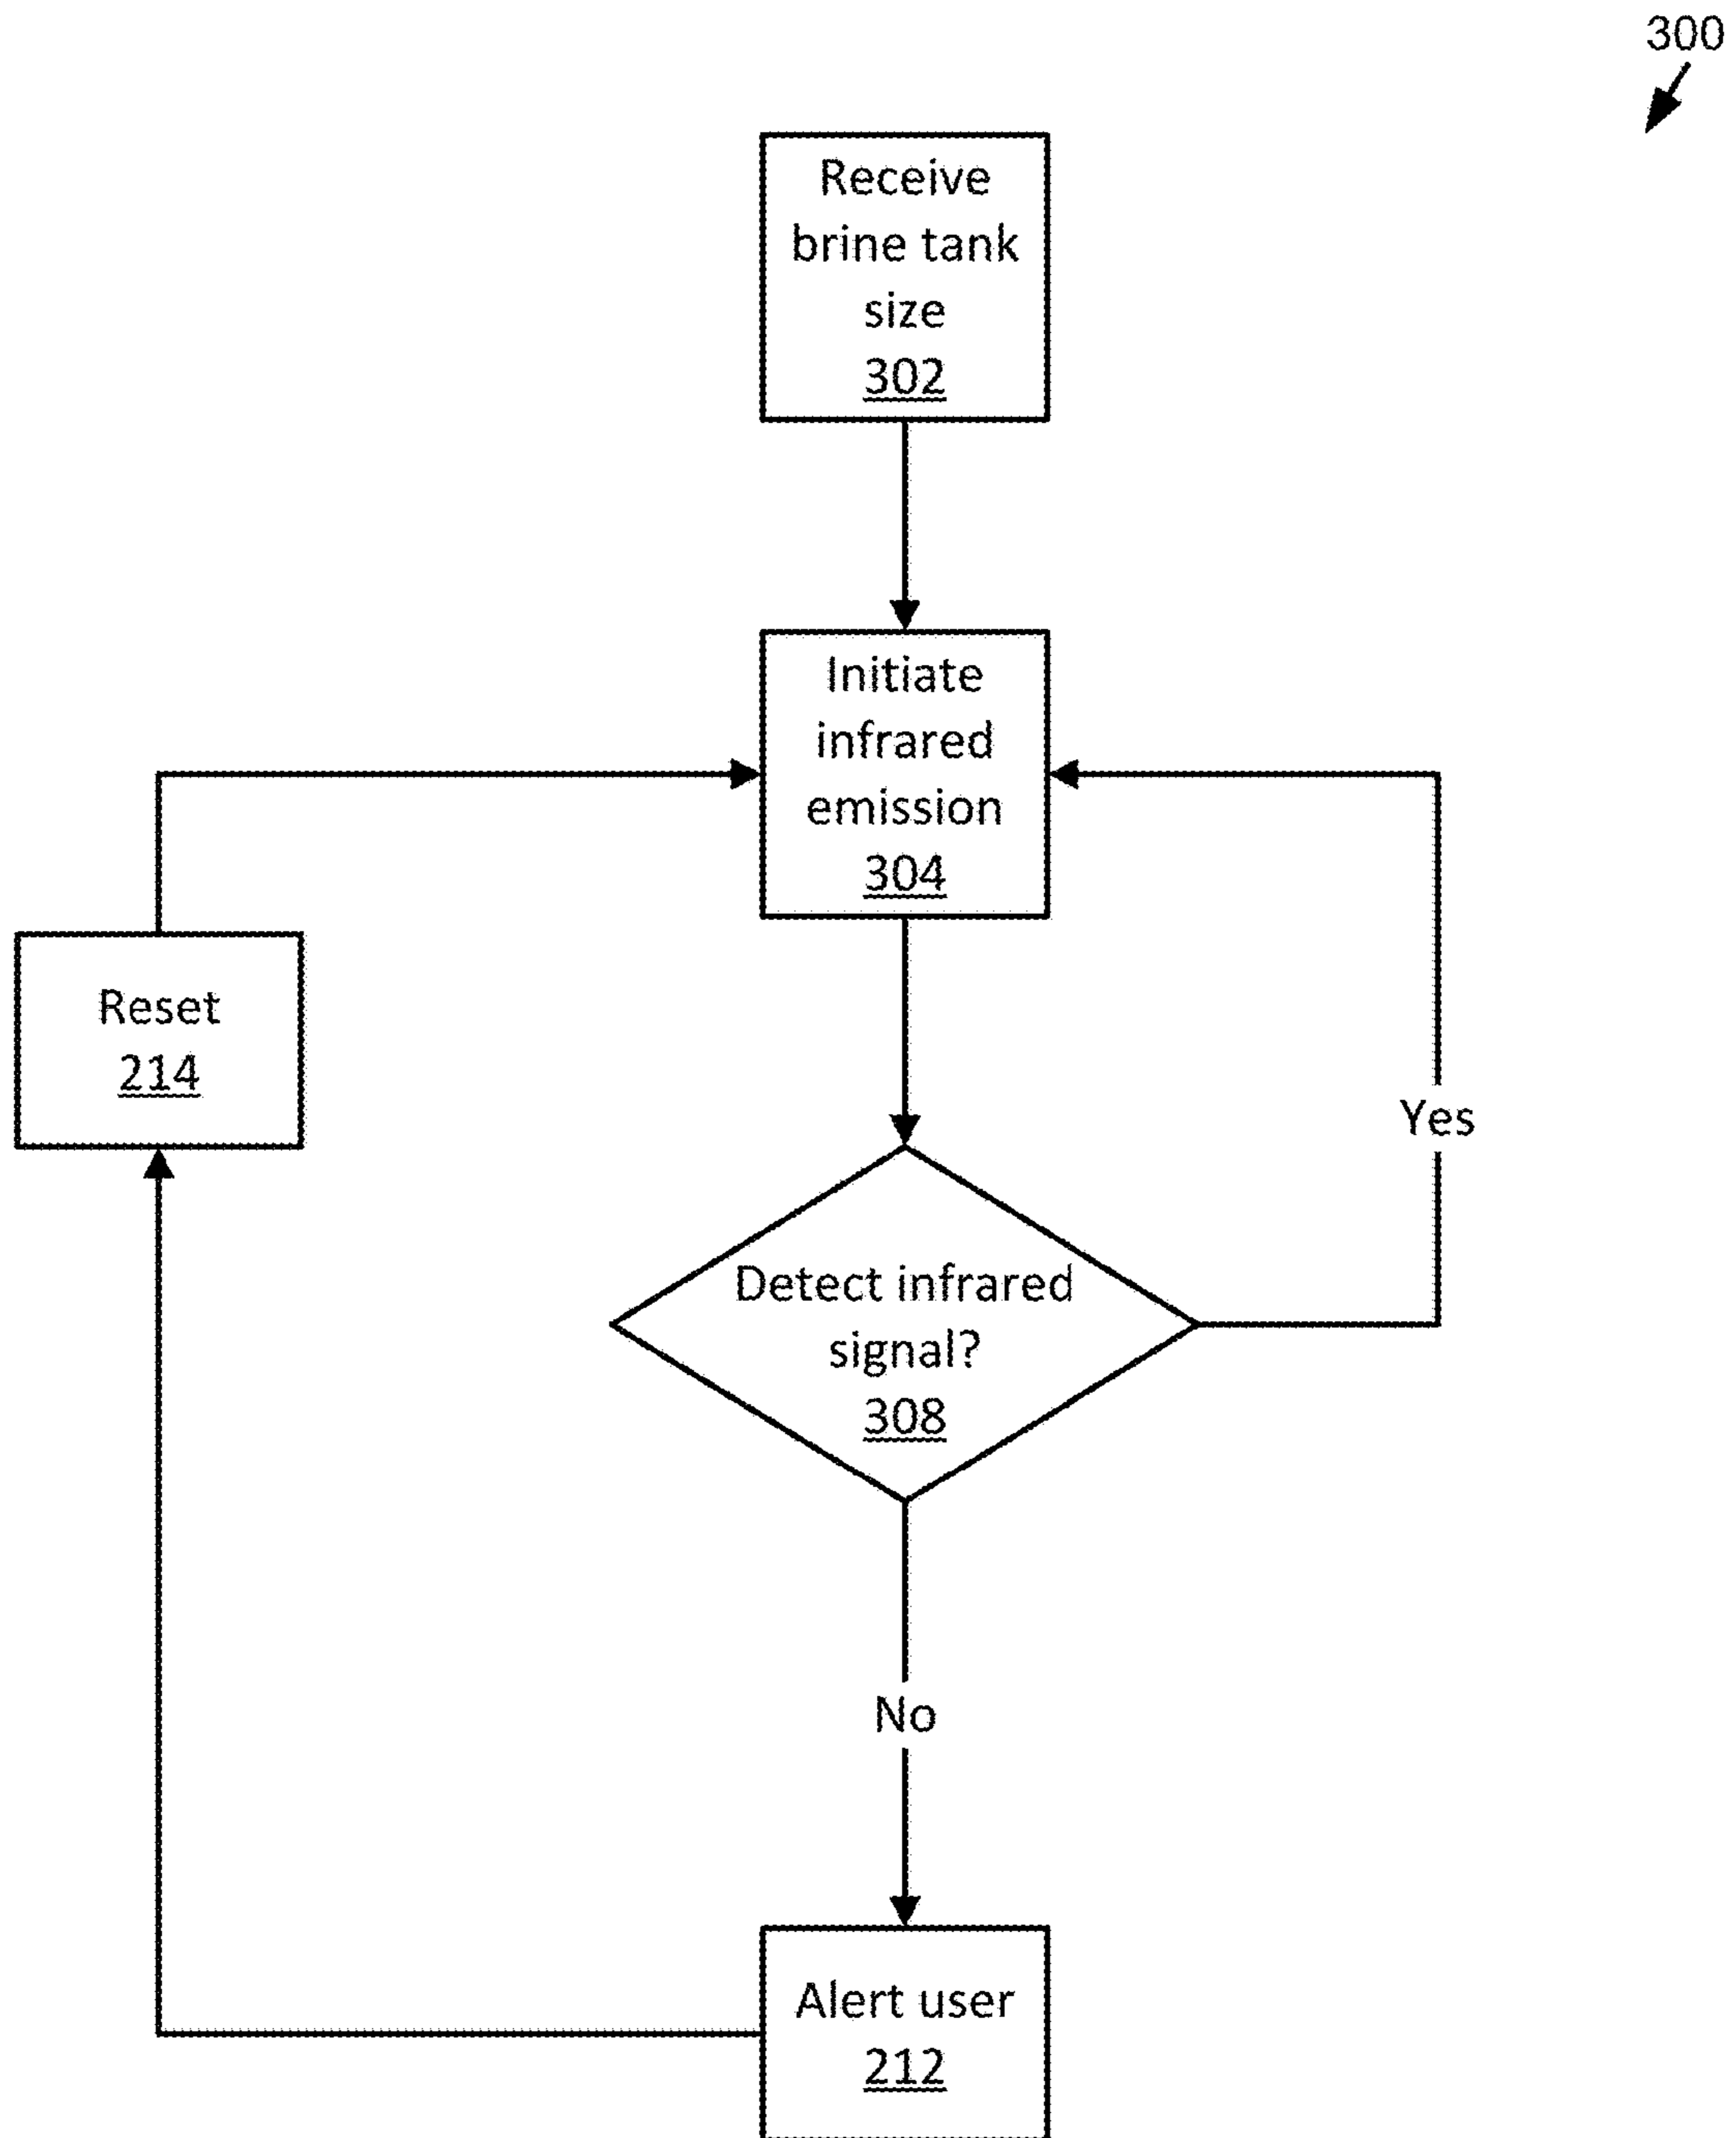 300
Receive
brine tank
size
302
Initiate
infrared
emission
304
Reset
214
Yes
Detect infrared
signal?
308
No
Alert user
212